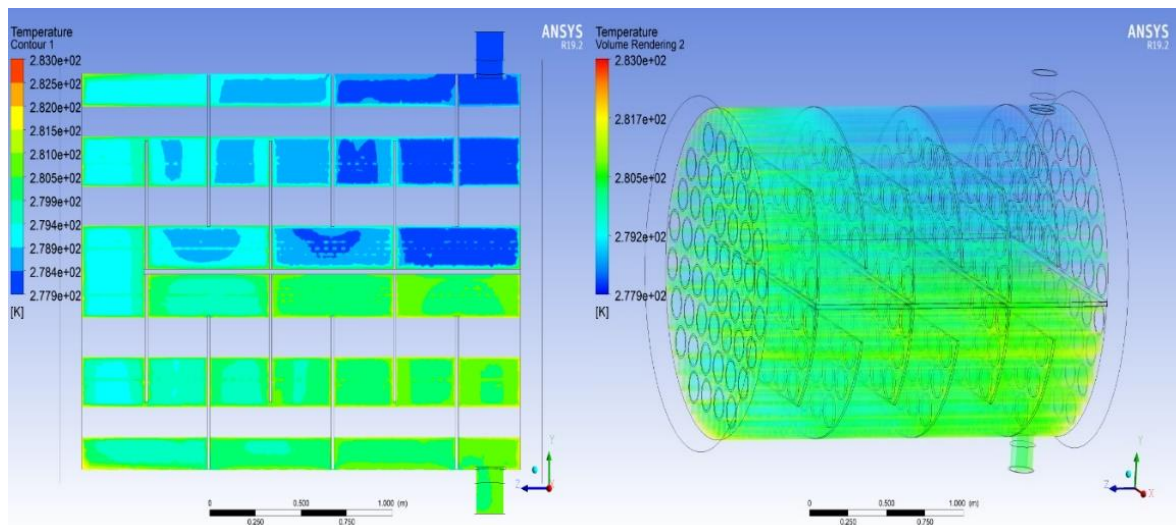 Temperature
Contour 1
2.830e+02
2.825e+02
2.820e+02
2.815e+02
2.810e+02
2.805e+02
2.799e+02
2.794e+02
2.789e+02
2.784e+02
2.779e+02
[K]
ANSYS
R19.2
Y
Z
X
0
0.500
1.000 (m)
0.250
0.750
Temperature
Volume Rendering 2
2.830e+02
2.817e+02
2.805e+02
2.792e+02
2.779e+02
[K]
ANSYS
R19.2
Y
Z
X
0
0.500
1.000 (m)
0.250
0.750